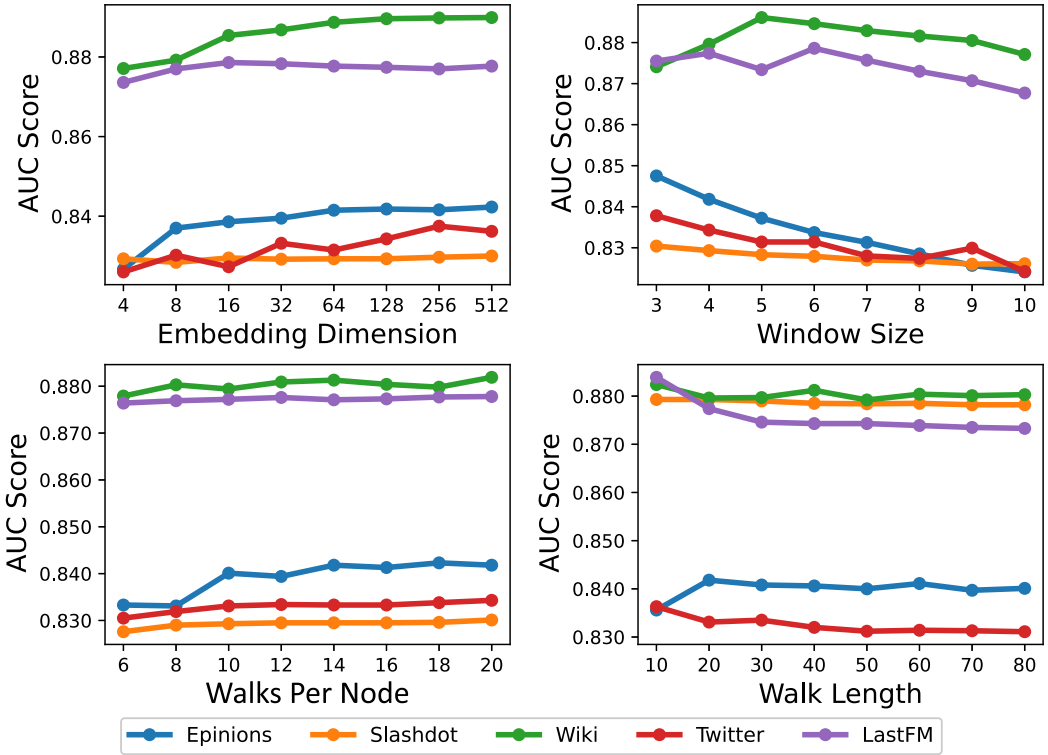 0.88
0.86
0.84
AUC Score
4 8 16 32 64 128 256 512
Embedding Dimension
0.88
0.87
0.86
0.85
0.84
0.83
AUC Score
3 4 5 6 7 8 9 10
Window Size
0.880
0.870
0.860
0.850
0.840
0.830
AUC Score
6 8 10 12 14 16 18 20
Walks Per Node
0.880
0.870
0.860
0.850
0.840
0.830
AUC Score
10 20 30 40 50 60 70 80
Walk Length
Epinions Slashdot Wiki Twitter LastFM